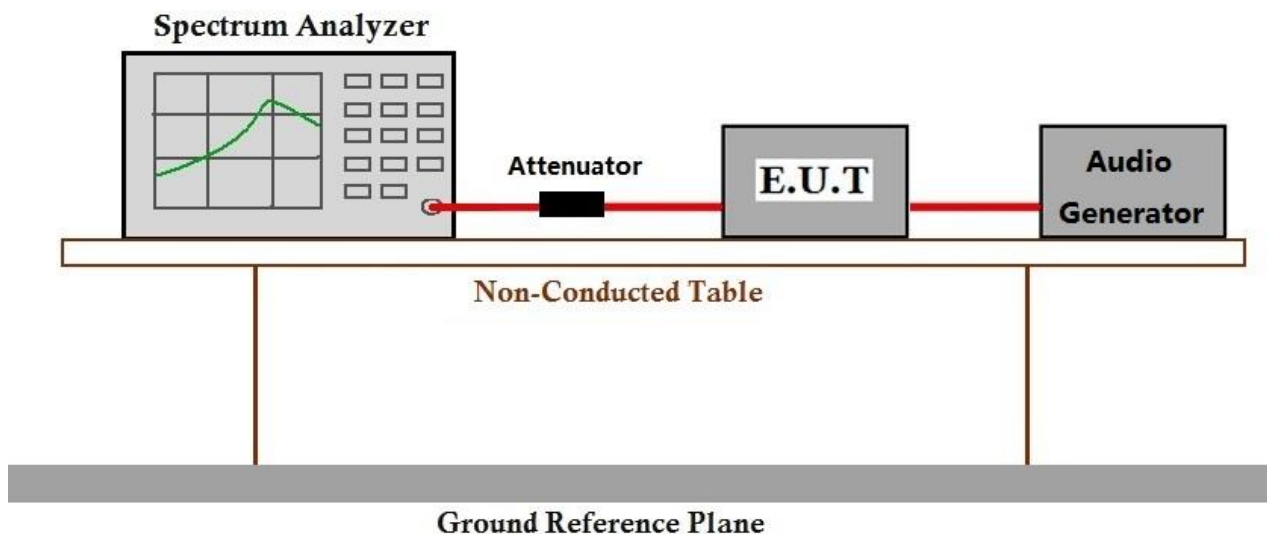 Spectrum Analyzer
Attenuator
E.U.T
Audio
Generator
Non-Conducted Table
Ground Reference Plane